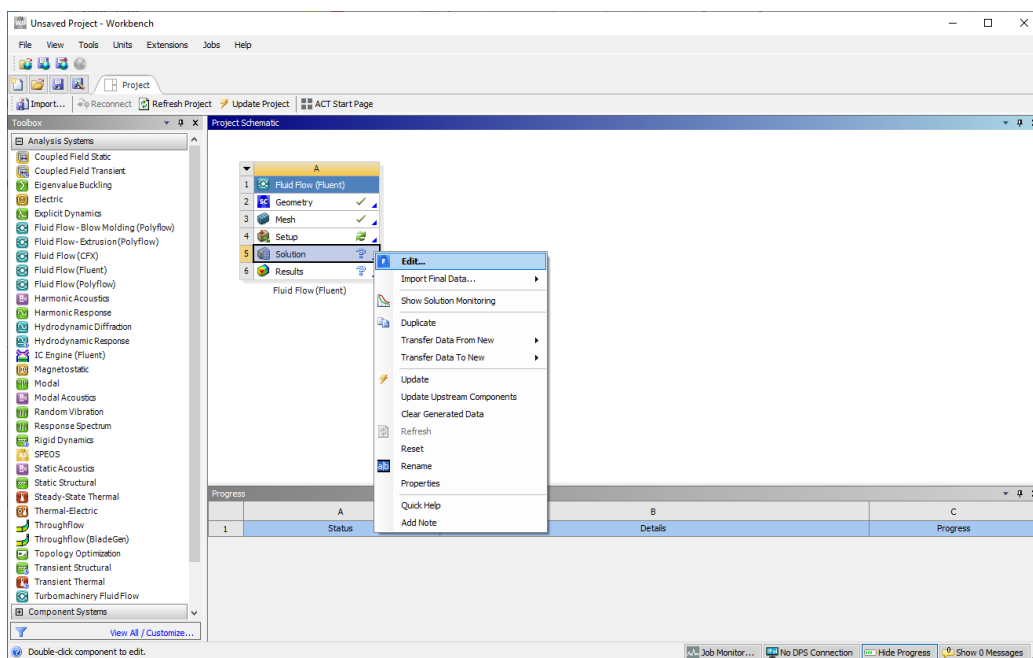 Unsaved Project - Workbench
File View Tools Units Extensions Jobs Help
Project
Import... Reconnect Refresh Project Update Project ACT Start Page
Toolbox
Project Schematic
Analysis Systems
Coupled Field Static
Coupled Field Transient
Eigenvalue Buckling
Electric
Explicit Dynamics
Fluid Flow - Blow Molding (Polyflow)
Fluid Flow - Extrusion (Polyflow)
Fluid Flow (CFX)
Fluid Flow (Fluent)
Fluid Flow (Polyflow)
Harmonic Acoustics
Harmonic Response
Hydrodynamic Diffraction
Hydrodynamic Response
IC Engine (Fluent)
Magnetostatic
Modal
Modal Acoustics
Random Vibration
Response Spectrum
Rigid Dynamics
SPEOS
Static Acoustics
Static Structural
Steady-State Thermal
Thermal-Electric
Throughflow
Throughflow (BladeGen)
Topology Optimization
Transient Structural
Transient Thermal
Turbomachinery Fluid Flow
Component Systems
View All / Customize...
A
1 Fluid Flow (Fluent)
2 SC Geometry
3 Mesh
4 Setup
5 Solution ?
6 Results ?
Fluid Flow (Fluent)
F Edit...
Import Final Data...
Show Solution Monitoring
Duplicate
Transfer Data From New
Transfer Data To New
Update
Update Upstream Components
Clear Generated Data
Refresh
Reset
a|b Rename
Properties
Quick Help
Add Note
Progress
A B C
1 Status Details Progress
Double-click component to edit.
Job Monitor... No DPS Connection Hide Progress Show 0 Messages